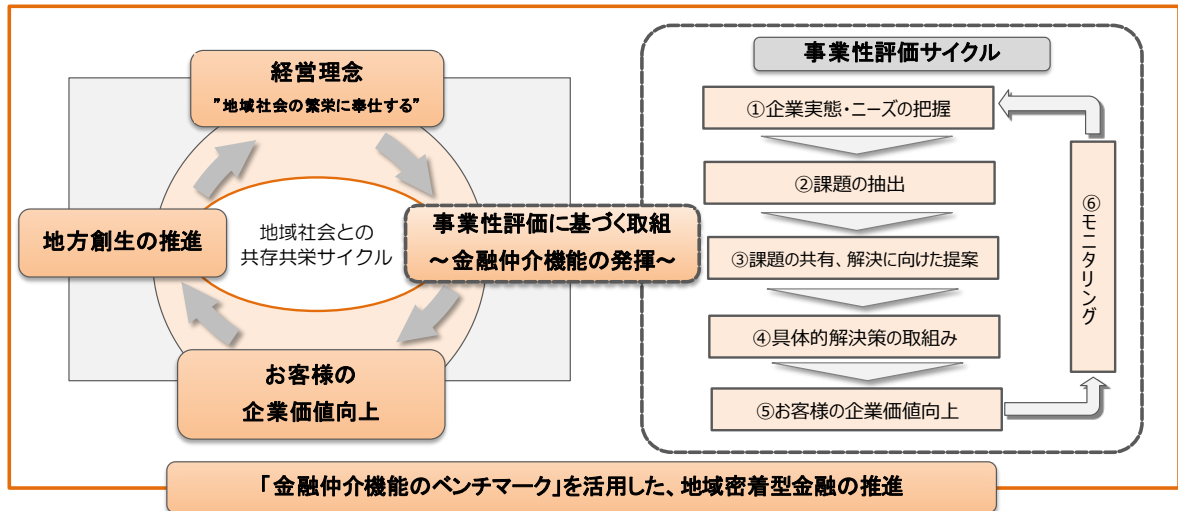 経営理念
"地域社会の繁栄に奉仕する"
事業性評価に基づく取組
～金融仲介機能の発揮～
お客様の
企業価値向上
地方創生の推進
地域社会との
共存共栄サイクル
事業性評価サイクル
①企業実態・ニーズの把握
②課題の抽出
③課題の共有、解決に向けた提案
④具体的解決策の取組み
⑤お客様の企業価値向上
⑥モニタリング
「金融仲介機能のベンチマーク」を活用した、地域密着型金融の推進